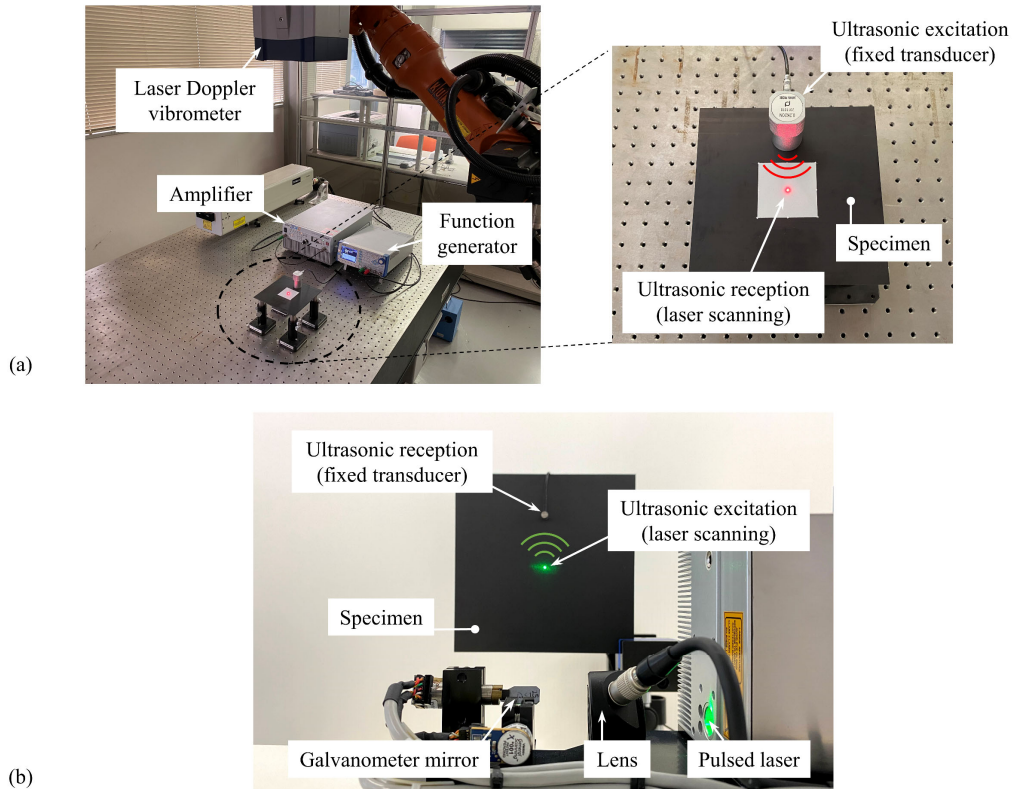 Laser Doppler
vibrometer
Amplifier
Function
generator
Ultrasonic excitation
(fixed transducer)
Specimen
Ultrasonic reception
(laser scanning)
(a)
Ultrasonic reception
(fixed transducer)
Ultrasonic excitation
(laser scanning)
Specimen
Galvanometer mirror
Lens
Pulsed laser
(b)